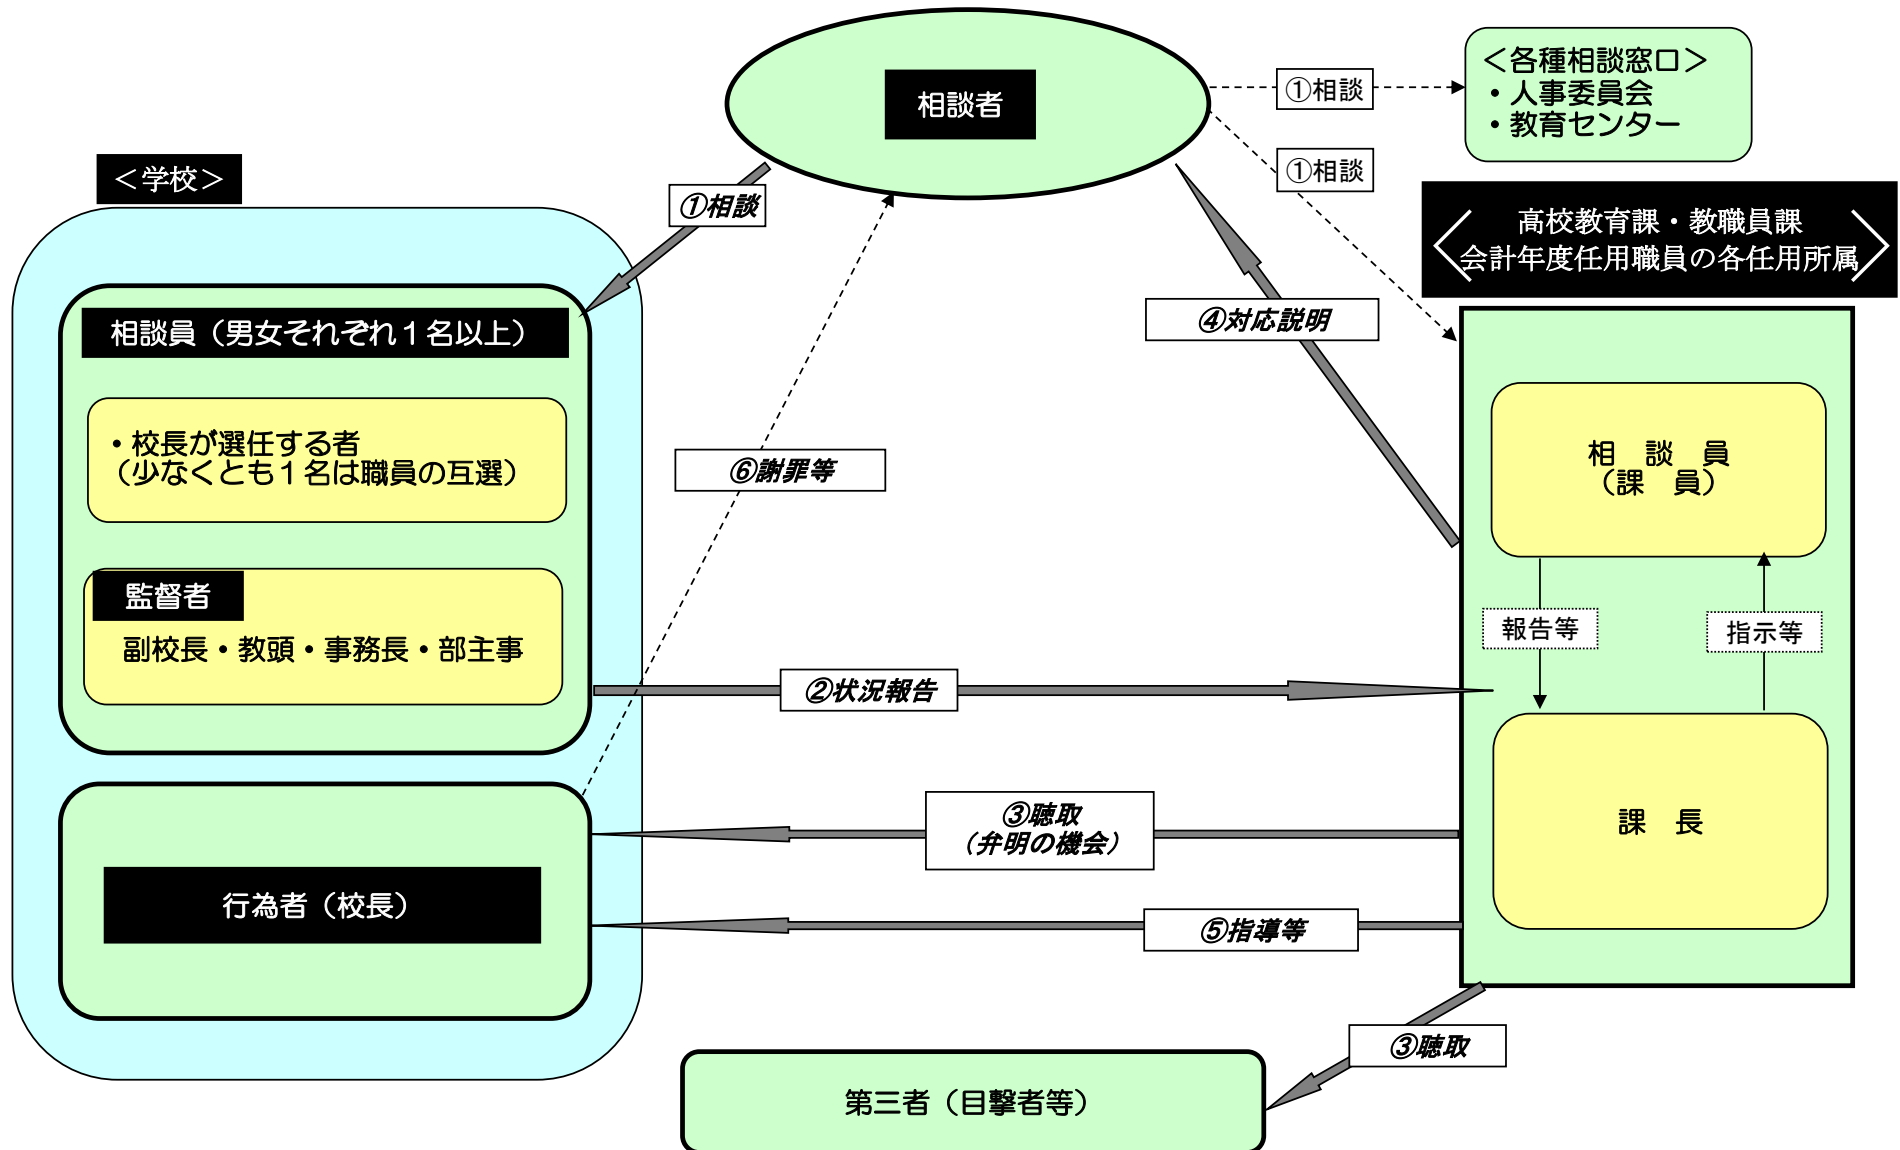 相談者
①相談
＜各種相談窓口＞
・人事委員会
・教育センター
①相談
①相談
＜学校＞
高校教育課・教職員課
会計年度任用職員の各任用所属
相談員（男女それぞれ１名以上）
④対応説明
・校長が選任する者
（少なくとも１名は職員の互選）
⑥謝罪等
相　談　員
（課　員）
監督者
副校長・教頭・事務長・部主事
報告等
指示等
②状況報告
③聴取
（弁明の機会）
課　長
行為者（校長）
⑤指導等
③聴取
第三者（目撃者等）